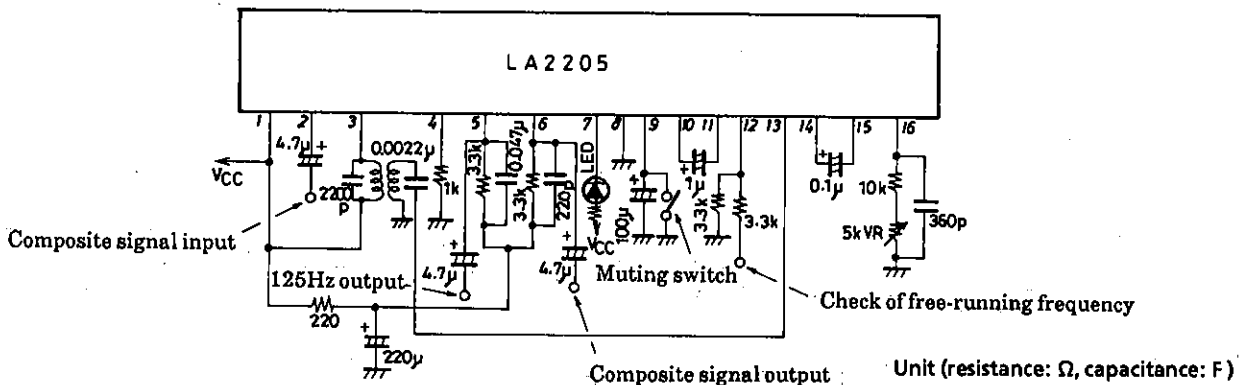 LA2205
1 2 3 4 5 6 7 8 9 10 11 12 13 14 15 16
4.7μ
0.0022μ
3.3k
0.047μ
LED
VCC
2200p
1k
3.3k
220p
VCC
100μ
1μ
3.3k
3.3k
0.1μ
10k
5kVR
360p
Composite signal input
125Hz output
4.7μ
4.7μ
Muting switch
Check of free-running frequency
220
220μ
Composite signal output
Unit (resistance: Ω, capacitance: F)